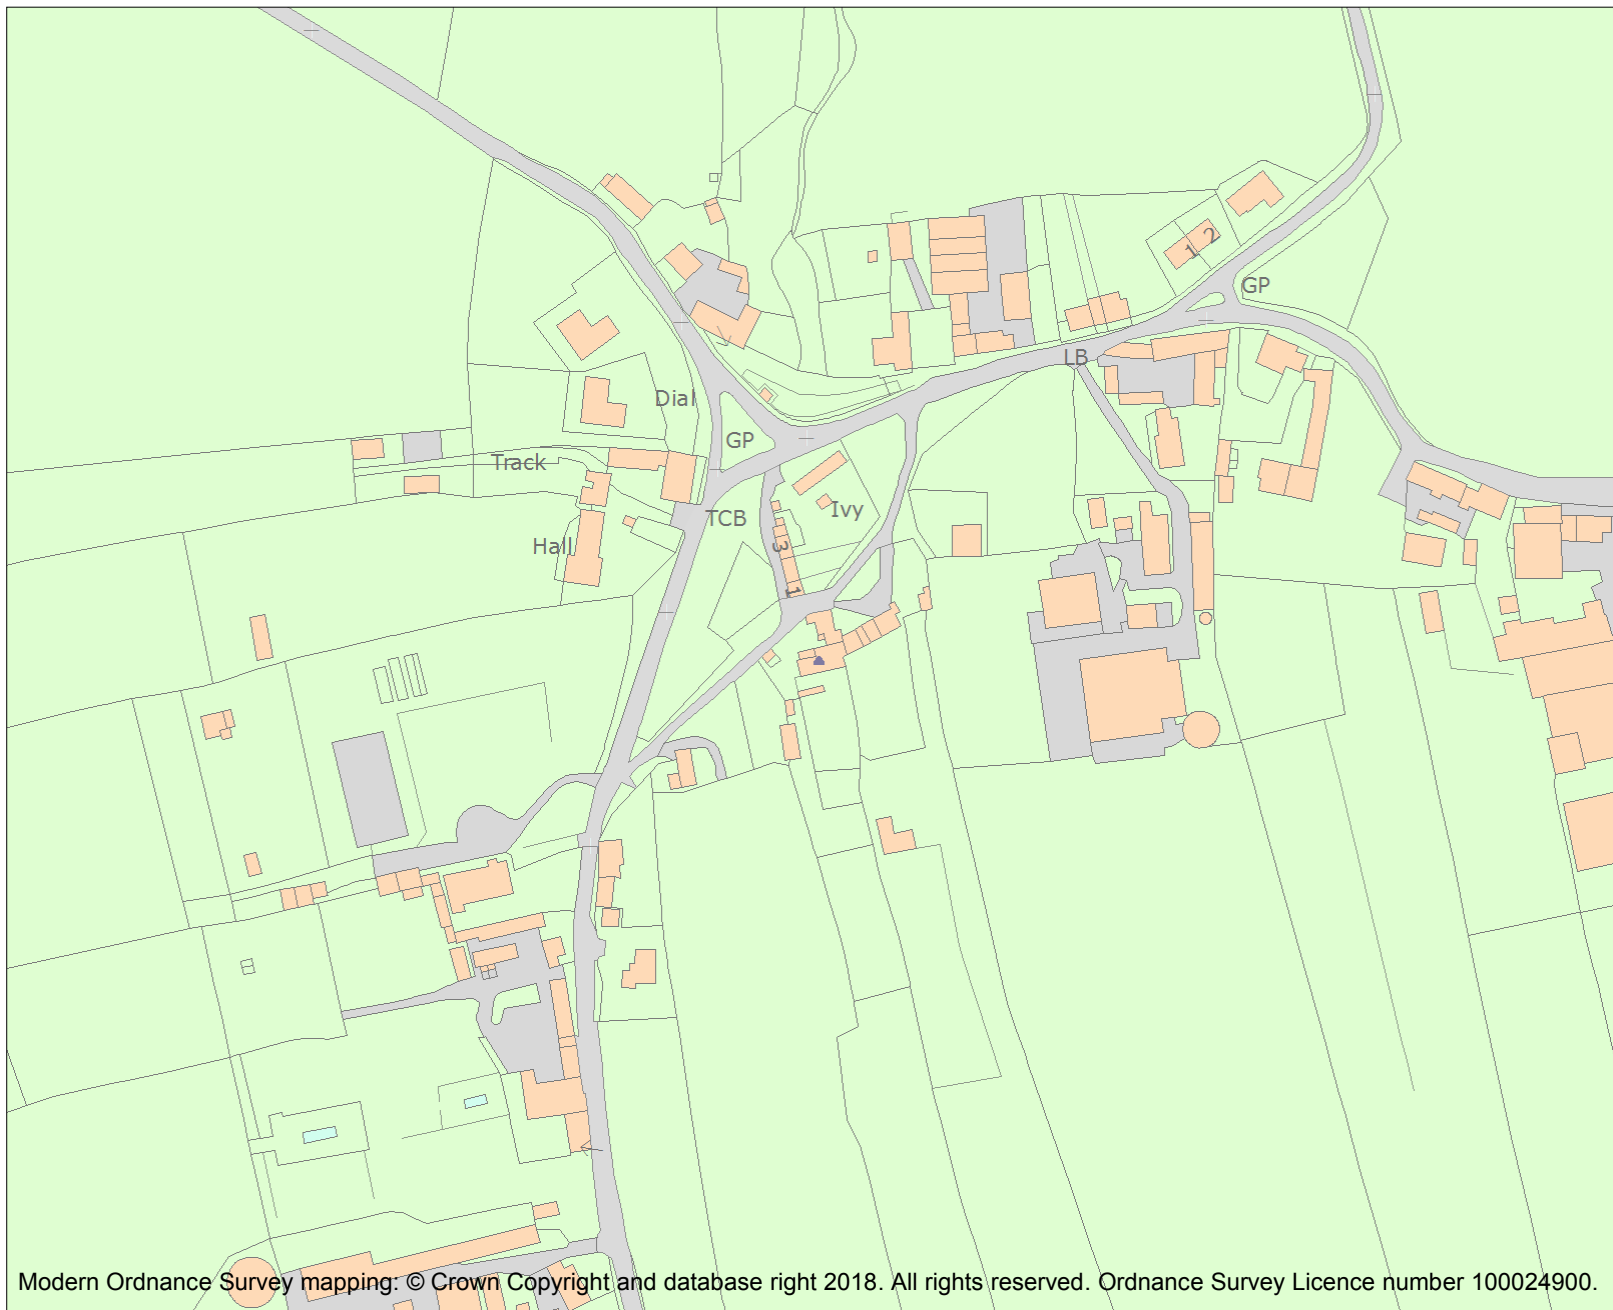 2
1
GP
LB
Dial
GP
Track
TCB
Ivy
Hall
3
1
Modern Ordnance Survey mapping: © Crown Copyright and database right 2018. All rights reserved. Ordnance Survey Licence number 100024900.